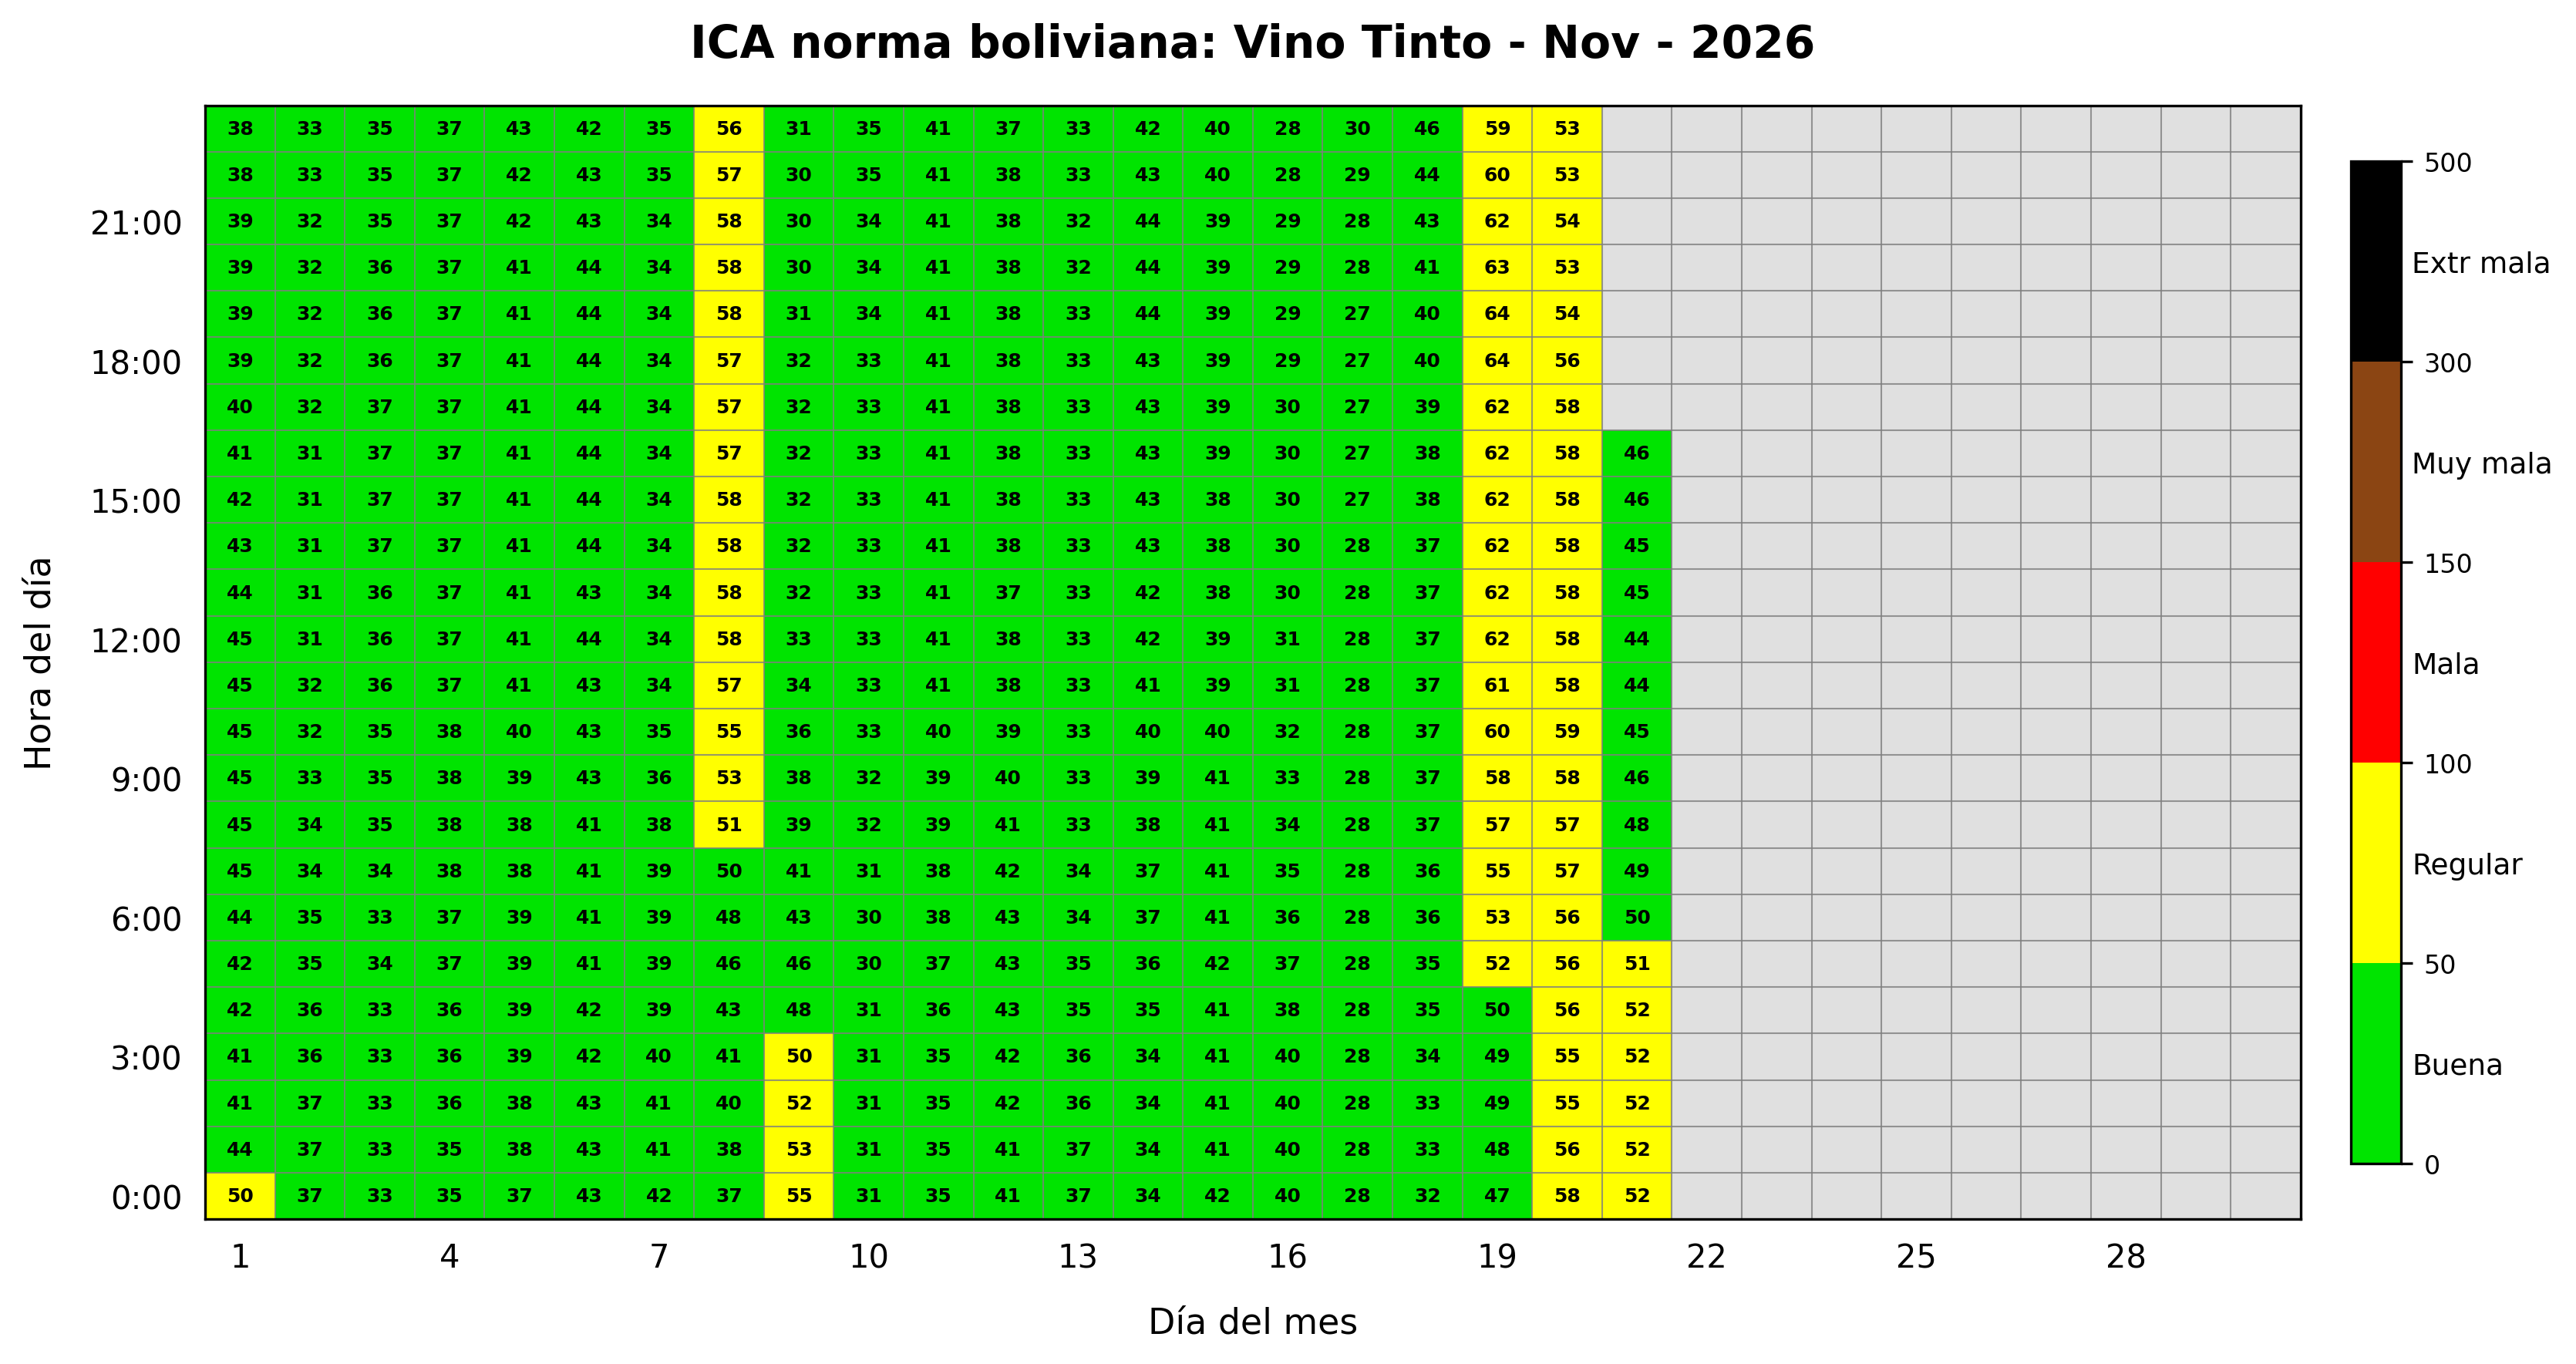 ICA norma boliviana: Vino Tinto - Nov - 2026
38 33 35 37 43 42 35 56 31 35 41 37 33 42 40 28 30 46 59 53
38 33 35 37 42 43 35 57 30 35 41 38 33 43 40 28 29 44 60 53
21:00 39 32 35 37 42 43 34 58 30 34 41 38 32 44 39 29 28 43 62 54
39 32 36 37 41 44 34 58 30 34 41 38 32 44 39 29 28 41 63 53
39 32 36 37 41 44 34 58 31 34 41 38 33 44 39 29 27 40 64 54
18:00 39 32 36 37 41 44 34 57 32 33 41 38 33 43 39 29 27 40 64 56
40 32 37 37 41 44 34 57 32 33 41 38 33 43 39 30 27 39 62 58
41 31 37 37 41 44 34 57 32 33 41 38 33 43 39 30 27 38 62 58 46
15:00 42 31 37 37 41 44 34 58 32 33 41 38 33 43 38 30 27 38 62 58 46
43 31 37 37 41 44 34 58 32 33 41 38 33 43 38 30 28 37 62 58 45
44 31 36 37 41 43 34 58 32 33 41 37 33 42 38 30 28 37 62 58 45
12:00 45 31 36 37 41 44 34 58 33 33 41 38 33 42 39 31 28 37 62 58 44
45 32 36 37 41 43 34 57 34 33 41 38 33 41 39 31 28 37 61 58 44
45 32 35 38 40 43 35 55 36 33 40 39 33 40 40 32 28 37 60 59 45
9:00 45 33 35 38 39 43 36 53 38 32 39 40 33 39 41 33 28 37 58 58 46
45 34 35 38 38 41 38 51 39 32 39 41 33 38 41 34 28 37 57 57 48
45 34 34 38 38 41 39 50 41 31 38 42 34 37 41 35 28 36 55 57 49
6:00 44 35 33 37 39 41 39 48 43 30 38 43 34 37 41 36 28 36 53 56 50
42 35 34 37 39 41 39 46 46 30 37 43 35 36 42 37 28 35 52 56 51
42 36 33 36 39 42 39 43 48 31 36 43 35 35 41 38 28 35 50 56 52
3:00 41 36 33 36 39 42 40 41 50 31 35 42 36 34 41 40 28 34 49 55 52
41 37 33 36 38 43 41 40 52 31 35 42 36 34 41 40 28 33 49 55 52
44 37 33 35 38 43 41 38 53 31 35 41 37 34 41 40 28 33 48 56 52
0:00 50 37 33 35 37 43 42 37 55 31 35 41 37 34 42 40 28 32 47 58 52
1 4 7 10 13 16 19 22 25 28
Hora del día
Día del mes
500
Extr mala
300
Muy mala
150
Mala
100
Regular
50
Buena
0